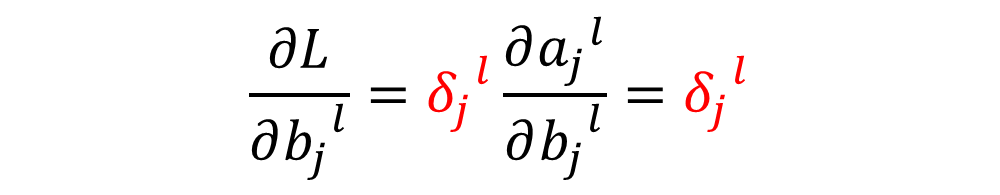 ∂L/∂b_j^l = δ_j^l ∂a_j^l/∂b_j^l = δ_j^l